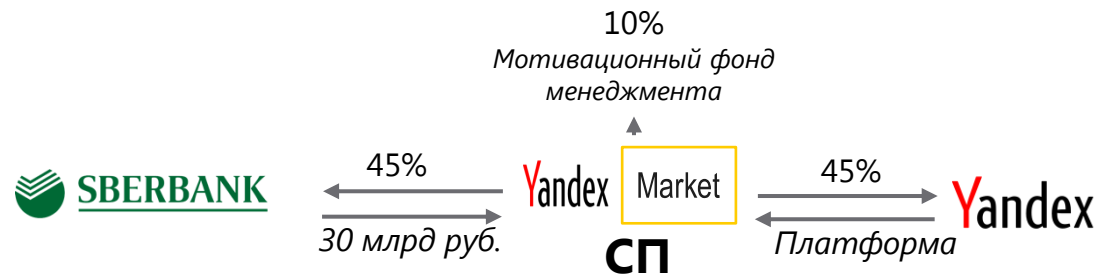 10%
Мотивационный фонд
менеджмента
SBERBANK
45%
30 млрд руб.
Yandex Market
СП
45%
Платформа
Yandex